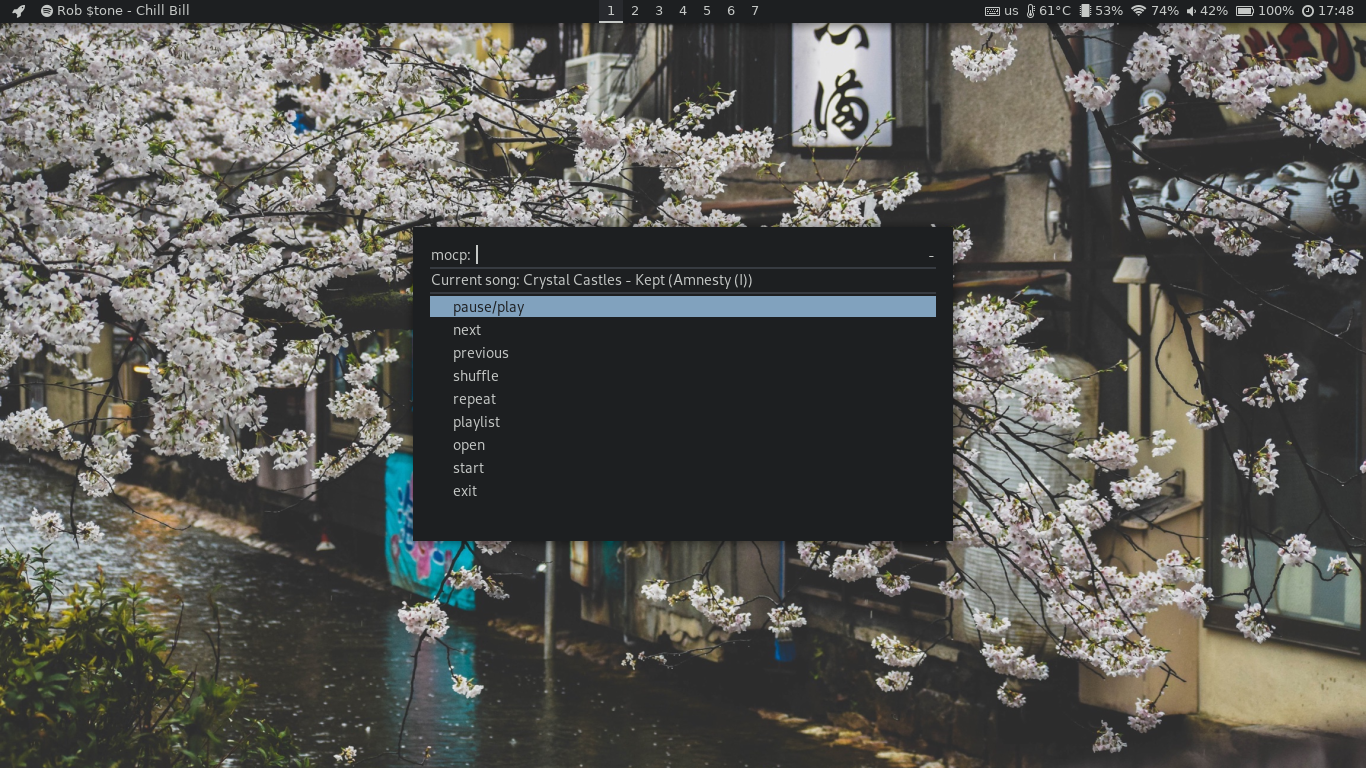 Rob $tone - Chill Bill 1 2 3 4 5 6 7 us 61°C 53% 74% 42% 100% 17:48
mocp: -
Current song: Crystal Castles - Kept (Amnesty (I))
pause/play
next
previous
shuffle
repeat
playlist
open
start
exit